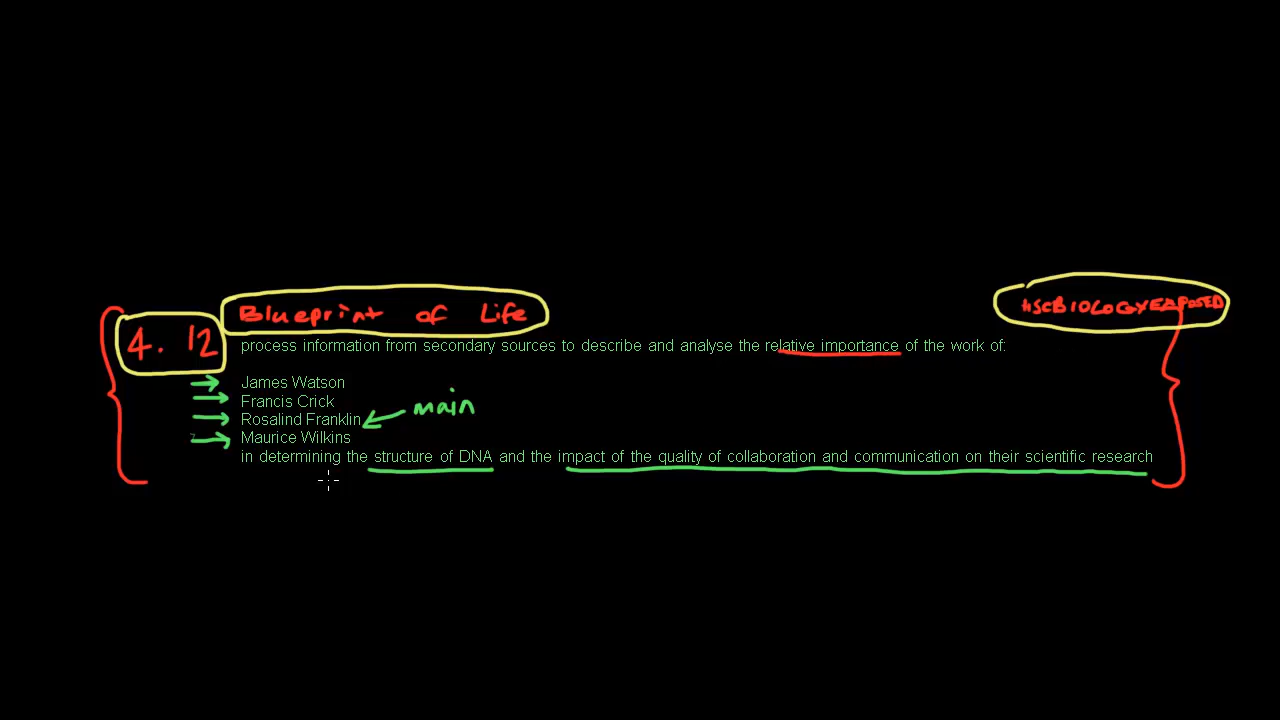 Blueprint of Life
HSCBIOLOGYEXPOSED
4. 12
process information from secondary sources to describe and analyse the relative importance of the work of:
James Watson
Francis Crick
main
Rosalind Franklin
Maurice Wilkins
in determining the structure of DNA and the impact of the quality of collaboration and communication on their scientific research